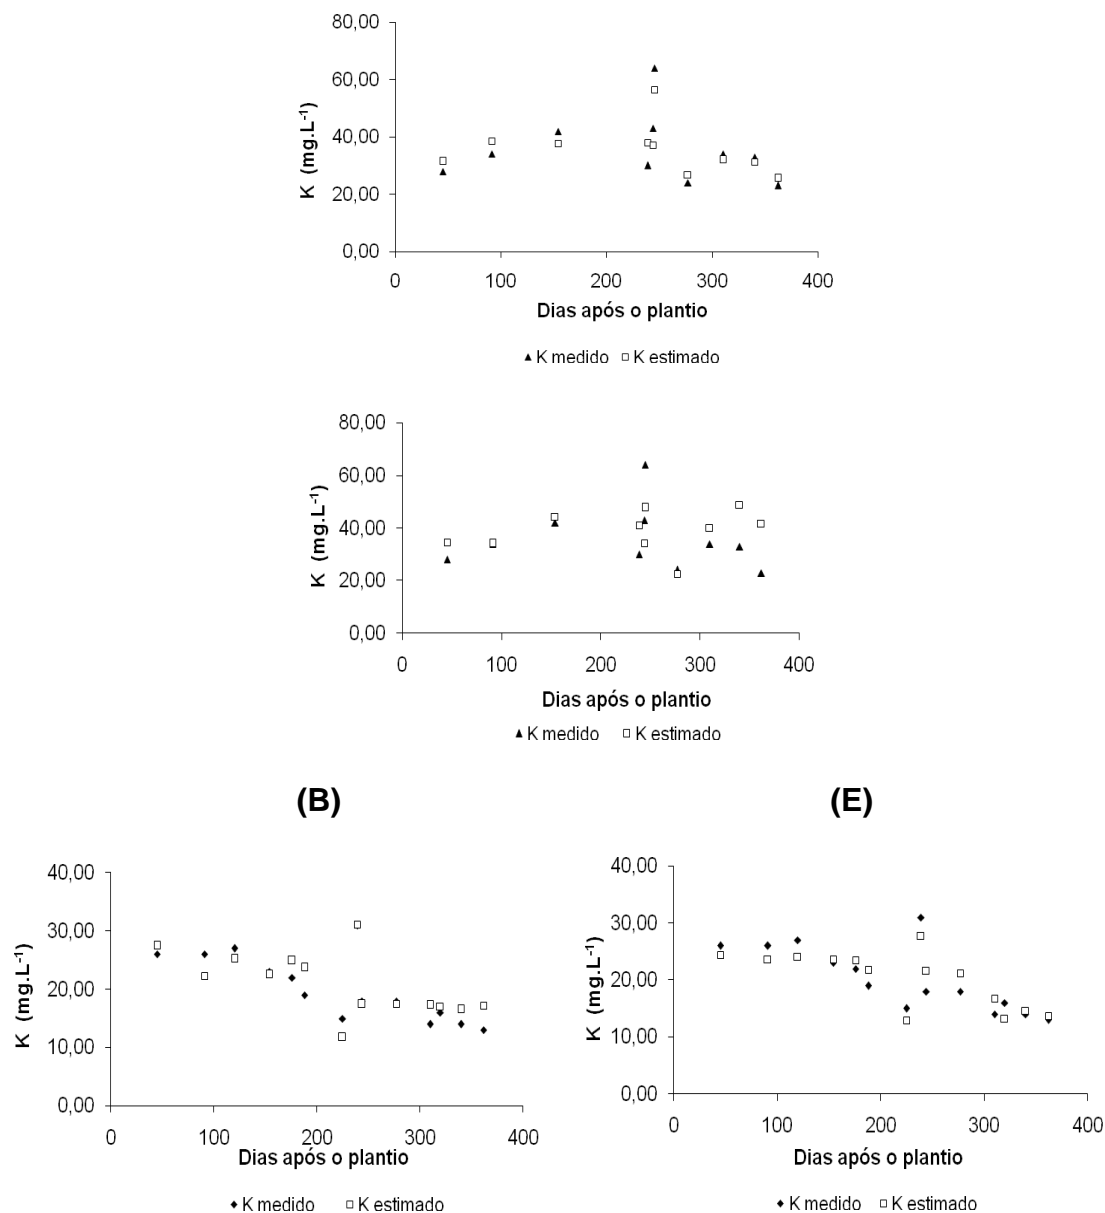 80,00
60,00
40,00
20,00
0,00
K (mg.L-1)
0 100 200 300 400
Dias após o plantio
▲ K medido □ K estimado
80,00
60,00
40,00
20,00
0,00
K (mg.L-1)
0 100 200 300 400
Dias após o plantio
▲ K medido □ K estimado
(B) (E)
40,00
30,00
20,00
10,00
0,00
K (mg.L-1)
0 100 200 300 400
Dias após o plantio
◆ K medido □ K estimado
40,00
30,00
20,00
10,00
0,00
K (mg.L-1)
0 100 200 300 400
Dias após o plantio
◆ K medido □ K estimado